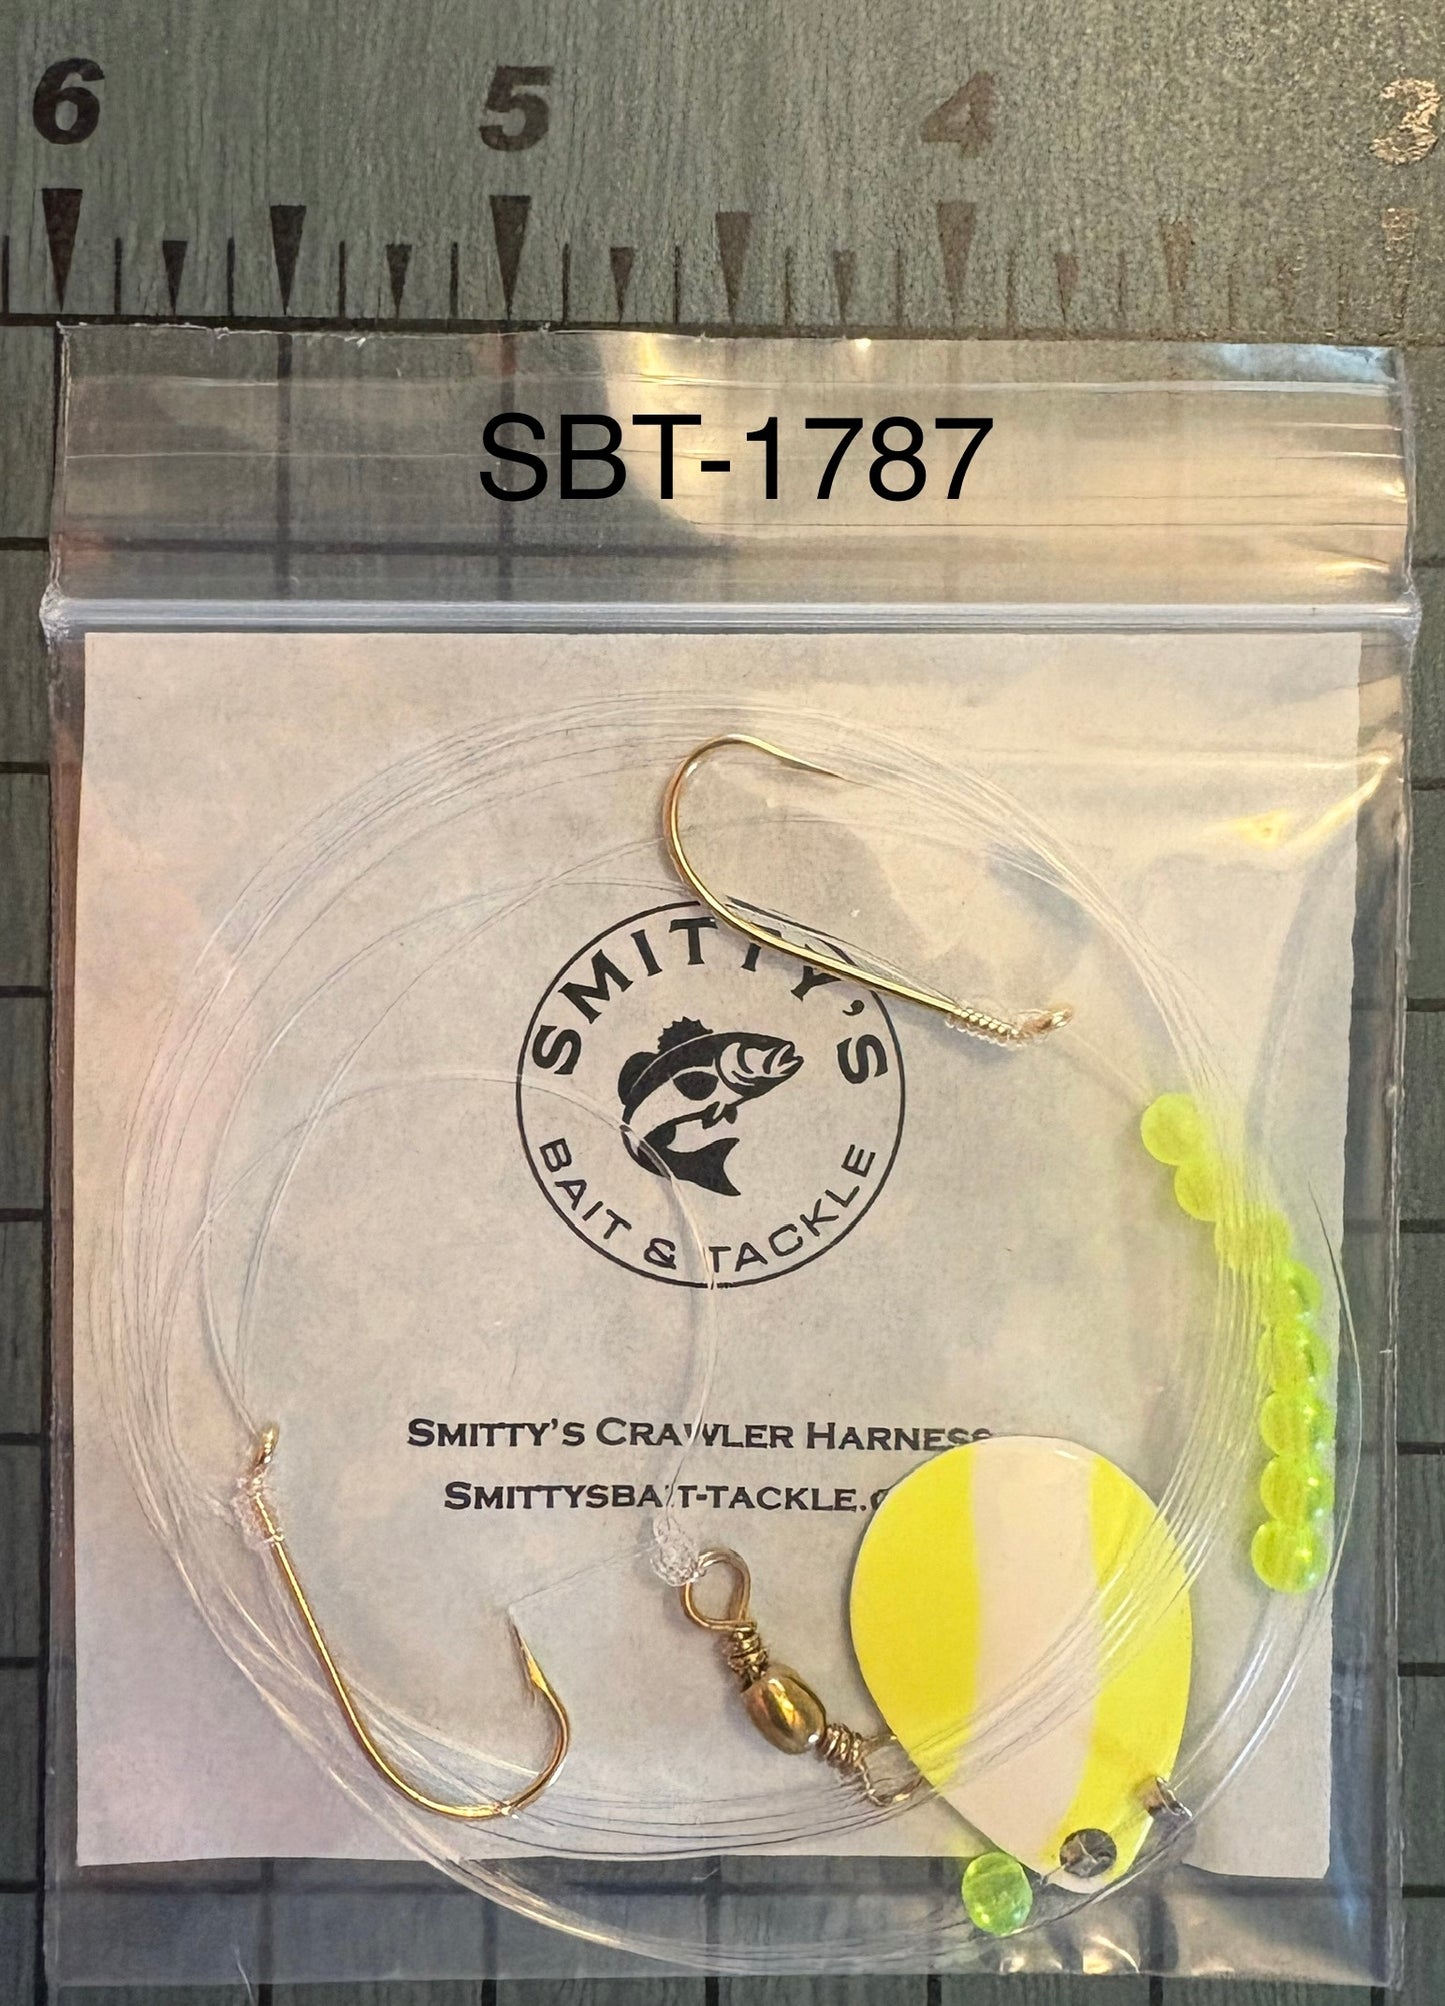 6 5 4 3
SBT-1787
SMITTY'S
BAIT & TACKLE
SMITTY'S CRAWLER HARNESS
SMITTYSBAIT-TACKLE.